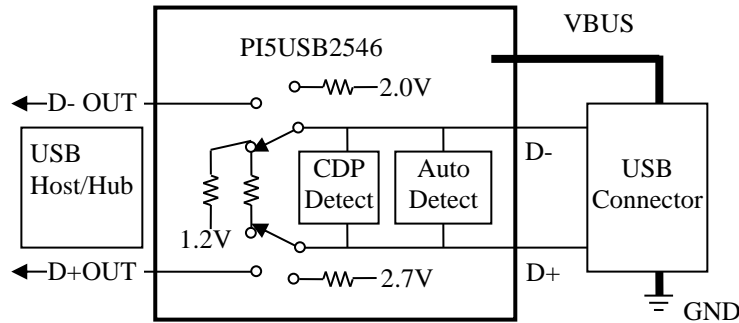 VBUS
PI5USB2546
2.0V
D- OUT
USB
Host/Hub
CDP
Detect
Auto
Detect
D-
USB
Connector
1.2V
D+OUT
2.7V
D+
GND